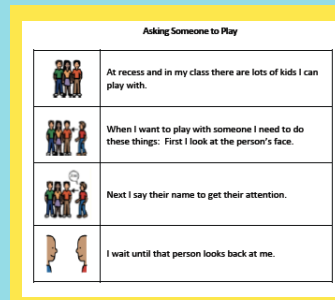 Asking Someone to Play
At recess and in my class there are lots of kids I can
play with.
When I want to play with someone I need to do
these things: First I look at the person's face.
Next I say their name to get their attention.
I wait until that person looks back at me.